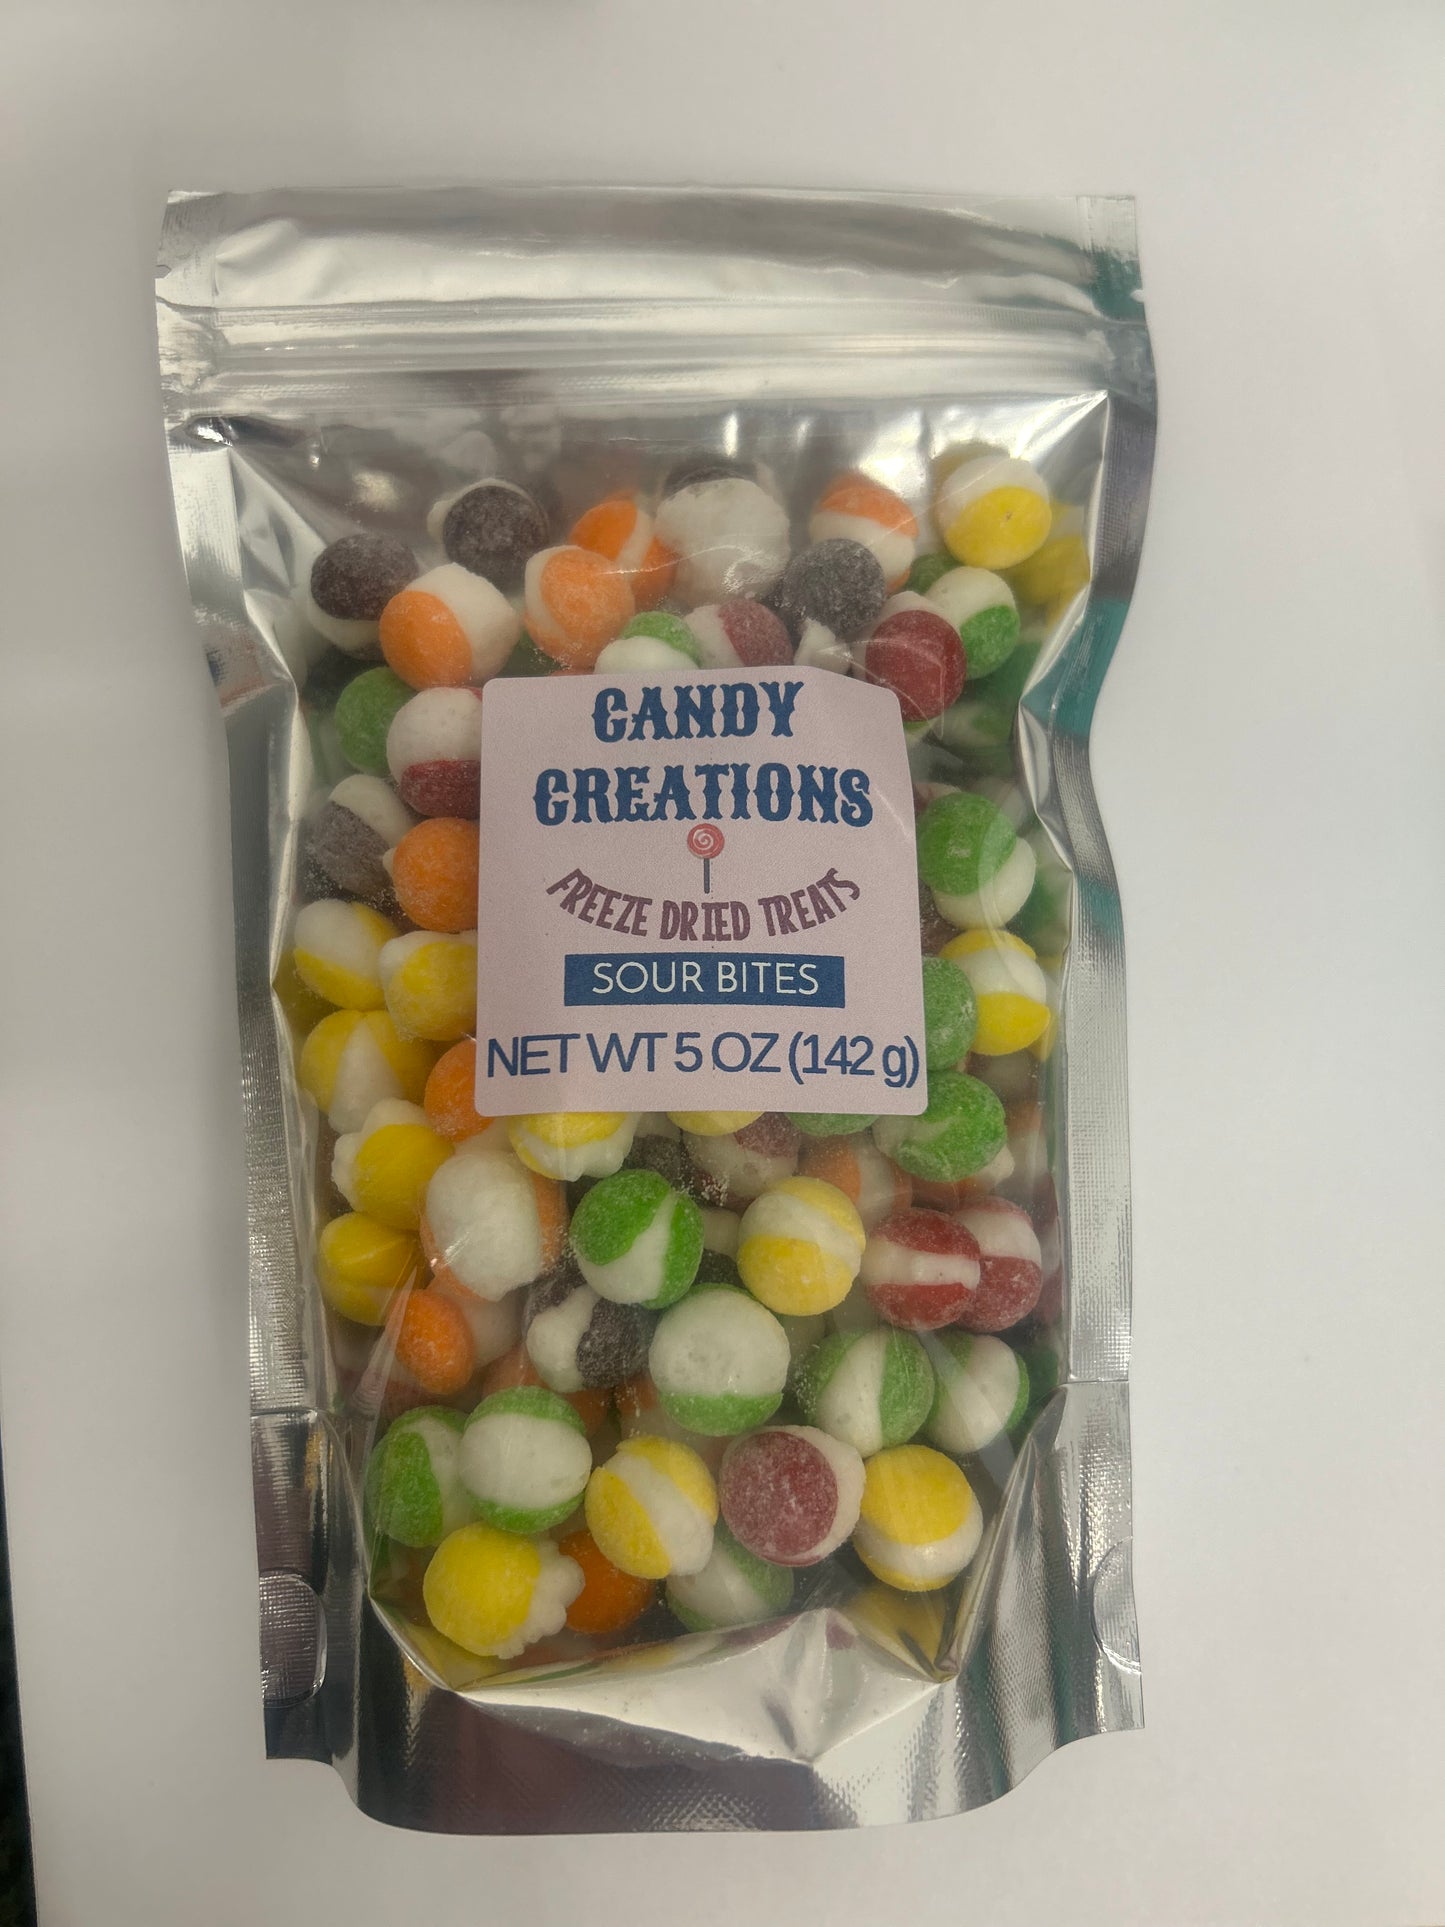 CANDY
CREATIONS
FREEZE DRIED TREATS
SOUR BITES
NET WT 5 OZ (142 g)